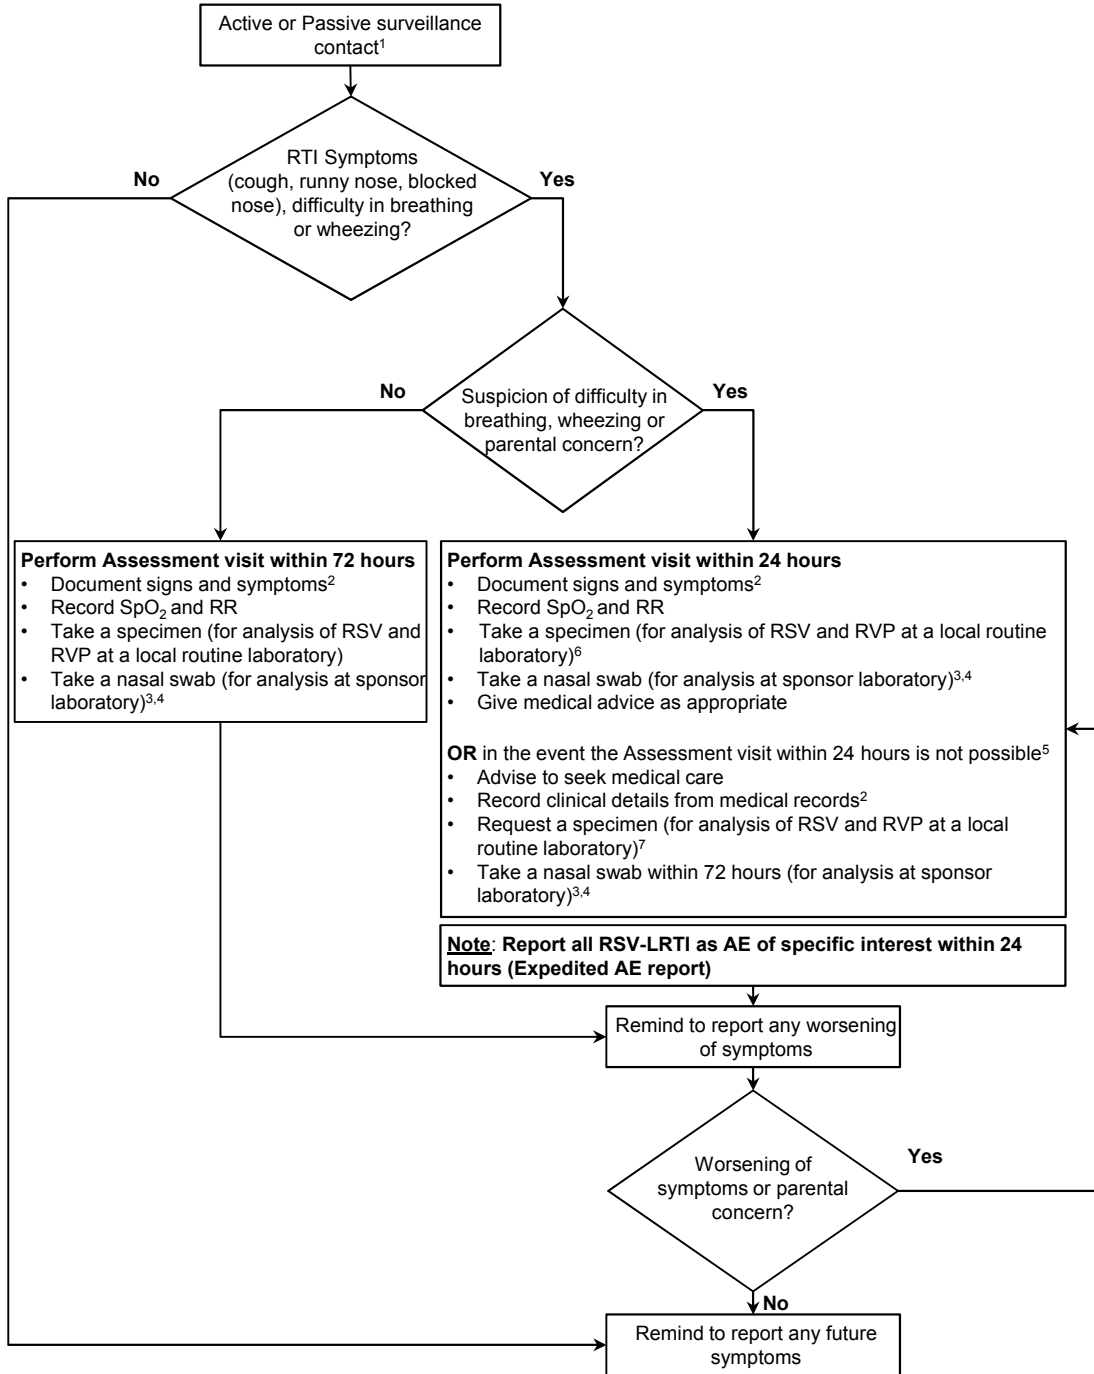 Active or Passive surveillance
contact¹
RTI Symptoms
(cough, runny nose, blocked
nose), difficulty in breathing
or wheezing?
No
Yes
Suspicion of difficulty in
breathing, wheezing or
parental concern?
No
Yes
Perform Assessment visit within 72 hours
• Document signs and symptoms²
• Record SpO₂ and RR
• Take a specimen (for analysis of RSV and
RVP at a local routine laboratory)
• Take a nasal swab (for analysis at sponsor
laboratory)³,⁴
Perform Assessment visit within 24 hours
• Document signs and symptoms²
• Record SpO₂ and RR
• Take a specimen (for analysis of RSV and RVP at a local routine
laboratory)⁶
• Take a nasal swab (for analysis at sponsor laboratory)³,⁴
• Give medical advice as appropriate
OR in the event the Assessment visit within 24 hours is not possible⁵
• Advise to seek medical care
• Record clinical details from medical records²
• Request a specimen (for analysis of RSV and RVP at a local
routine laboratory)⁷
• Take a nasal swab within 72 hours (for analysis at sponsor
laboratory)³,⁴
Note: Report all RSV-LRTI as AE of specific interest within 24
hours (Expedited AE report)
Remind to report any worsening
of symptoms
Worsening of
symptoms or parental
concern?
Yes
No
Remind to report any future
symptoms